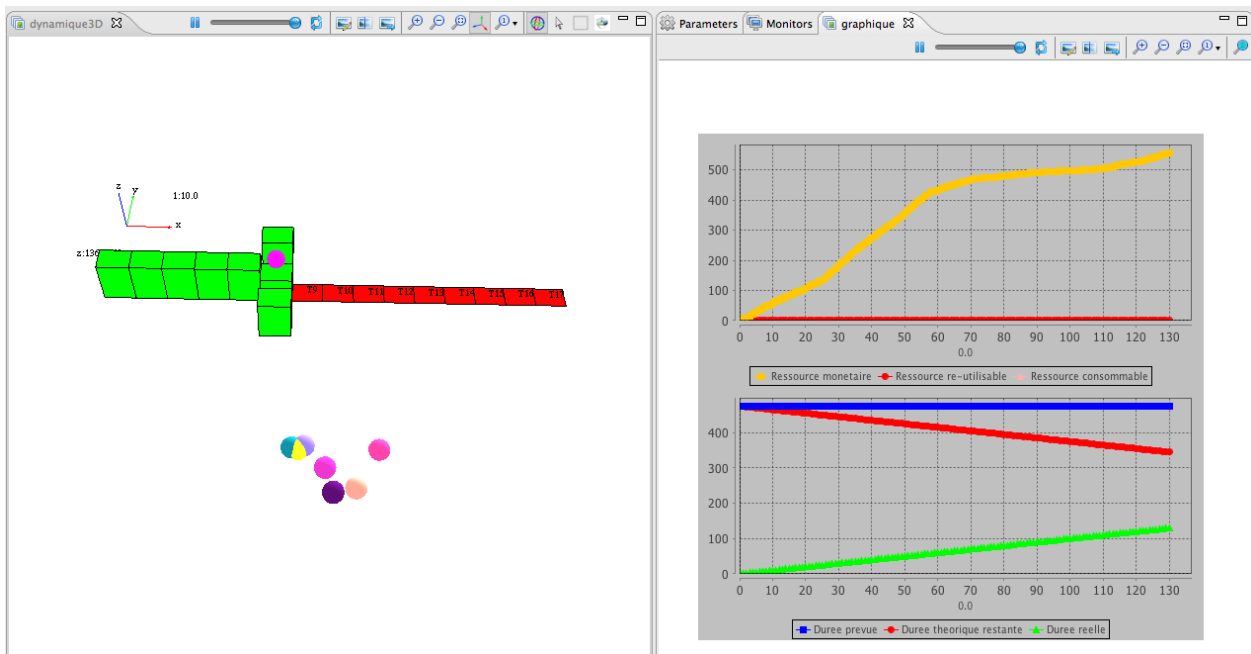 dynamique3D
z
y
1:10.0
x
z:136
T9 T10 T11 T12 T13 T14 T15 T16 T17
Parameters Monitors graphique
500
400
300
200
100
0
0 10 20 30 40 50 60 70 80 90 100 110 120 130
0.0
Ressource monetaire Ressource re-utilisable Ressource consommable
400
300
200
100
0
0 10 20 30 40 50 60 70 80 90 100 110 120 130
0.0
Duree prevue Duree theorique restante Duree reelle